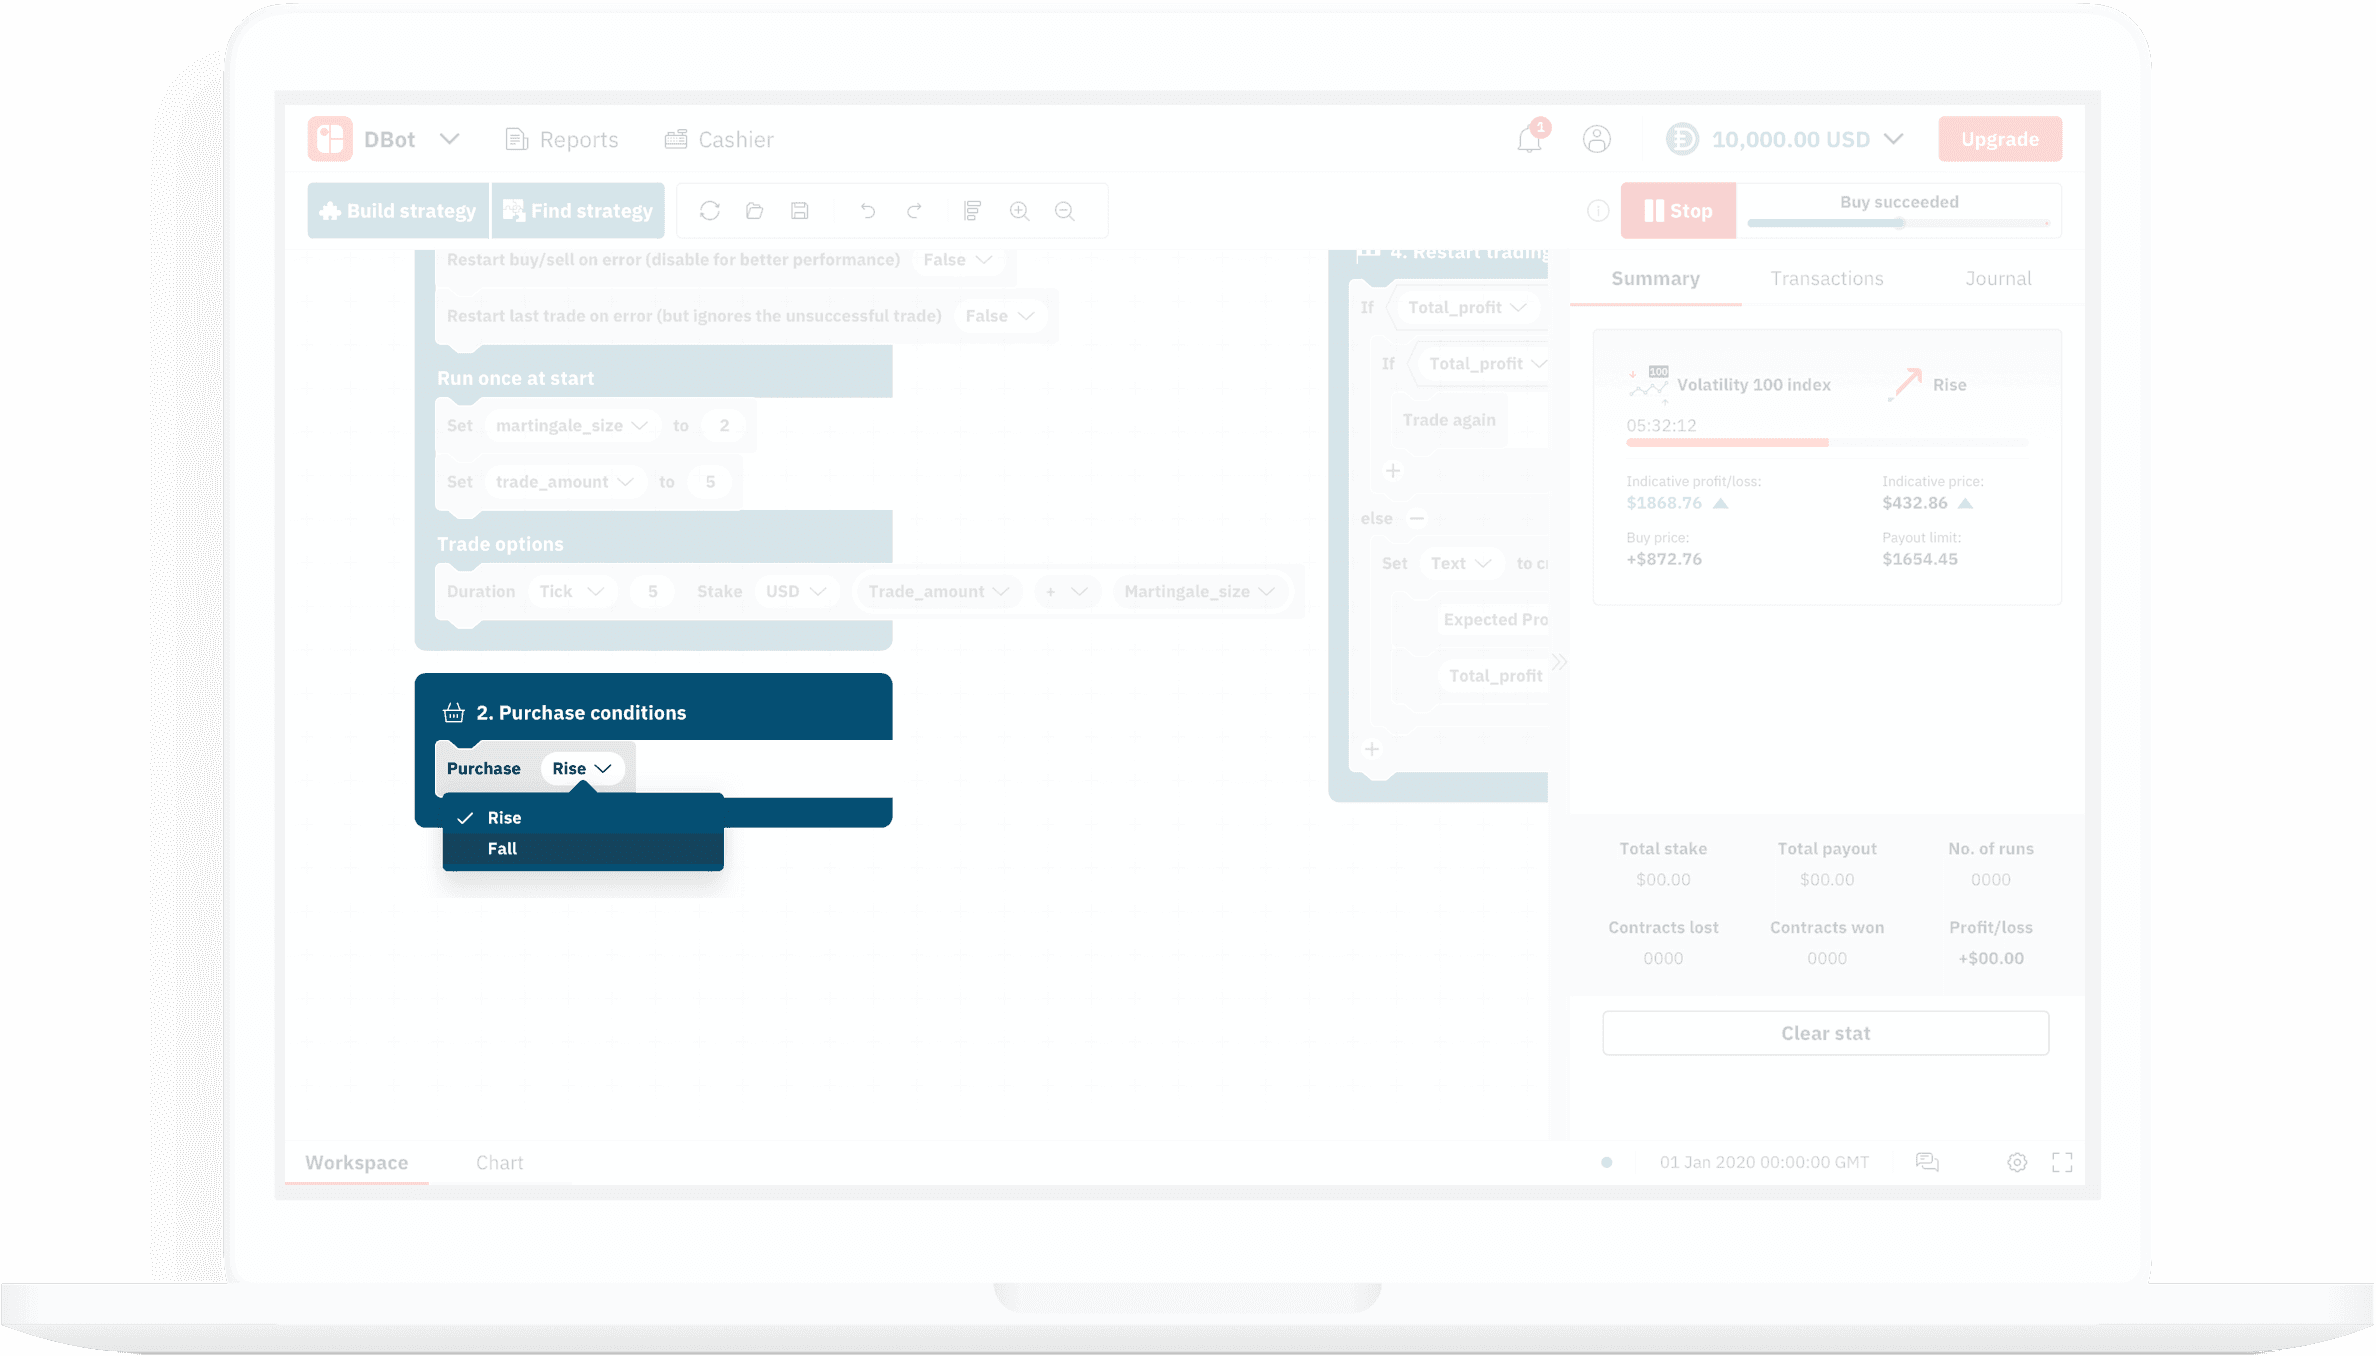 DBot Reports Cashier 1 10,000.00 USD Upgrade
Build strategy Find strategy Stop Buy succeeded
Restart buy/sell on error (disable for better performance) False
Restart last trade on error (but ignores the unsuccessful trade) False
Run once at start
Set martingale_size to 2
Set trade_amount to 5
Trade options
Duration Tick 5 Stake USD Trade_amount + Martingale_size
2. Purchase conditions
Purchase Rise
Rise
Fall
4. Restart trading
If Total_profit
If Total_profit
Trade again
+
else −
Set Text to
Expected Pro
Total_profit
+
Summary Transactions Journal
100 Volatility 100 index Rise
05:32:12
Indicative profit/loss: Indicative price:
$1868.76 $432.86
Buy price: Payout limit:
+$872.76 $1654.45
Total stake Total payout No. of runs
$00.00 $00.00 0000
Contracts lost Contracts won Profit/loss
0000 0000 +$00.00
Clear stat
Workspace Chart 01 Jan 2020 00:00:00 GMT